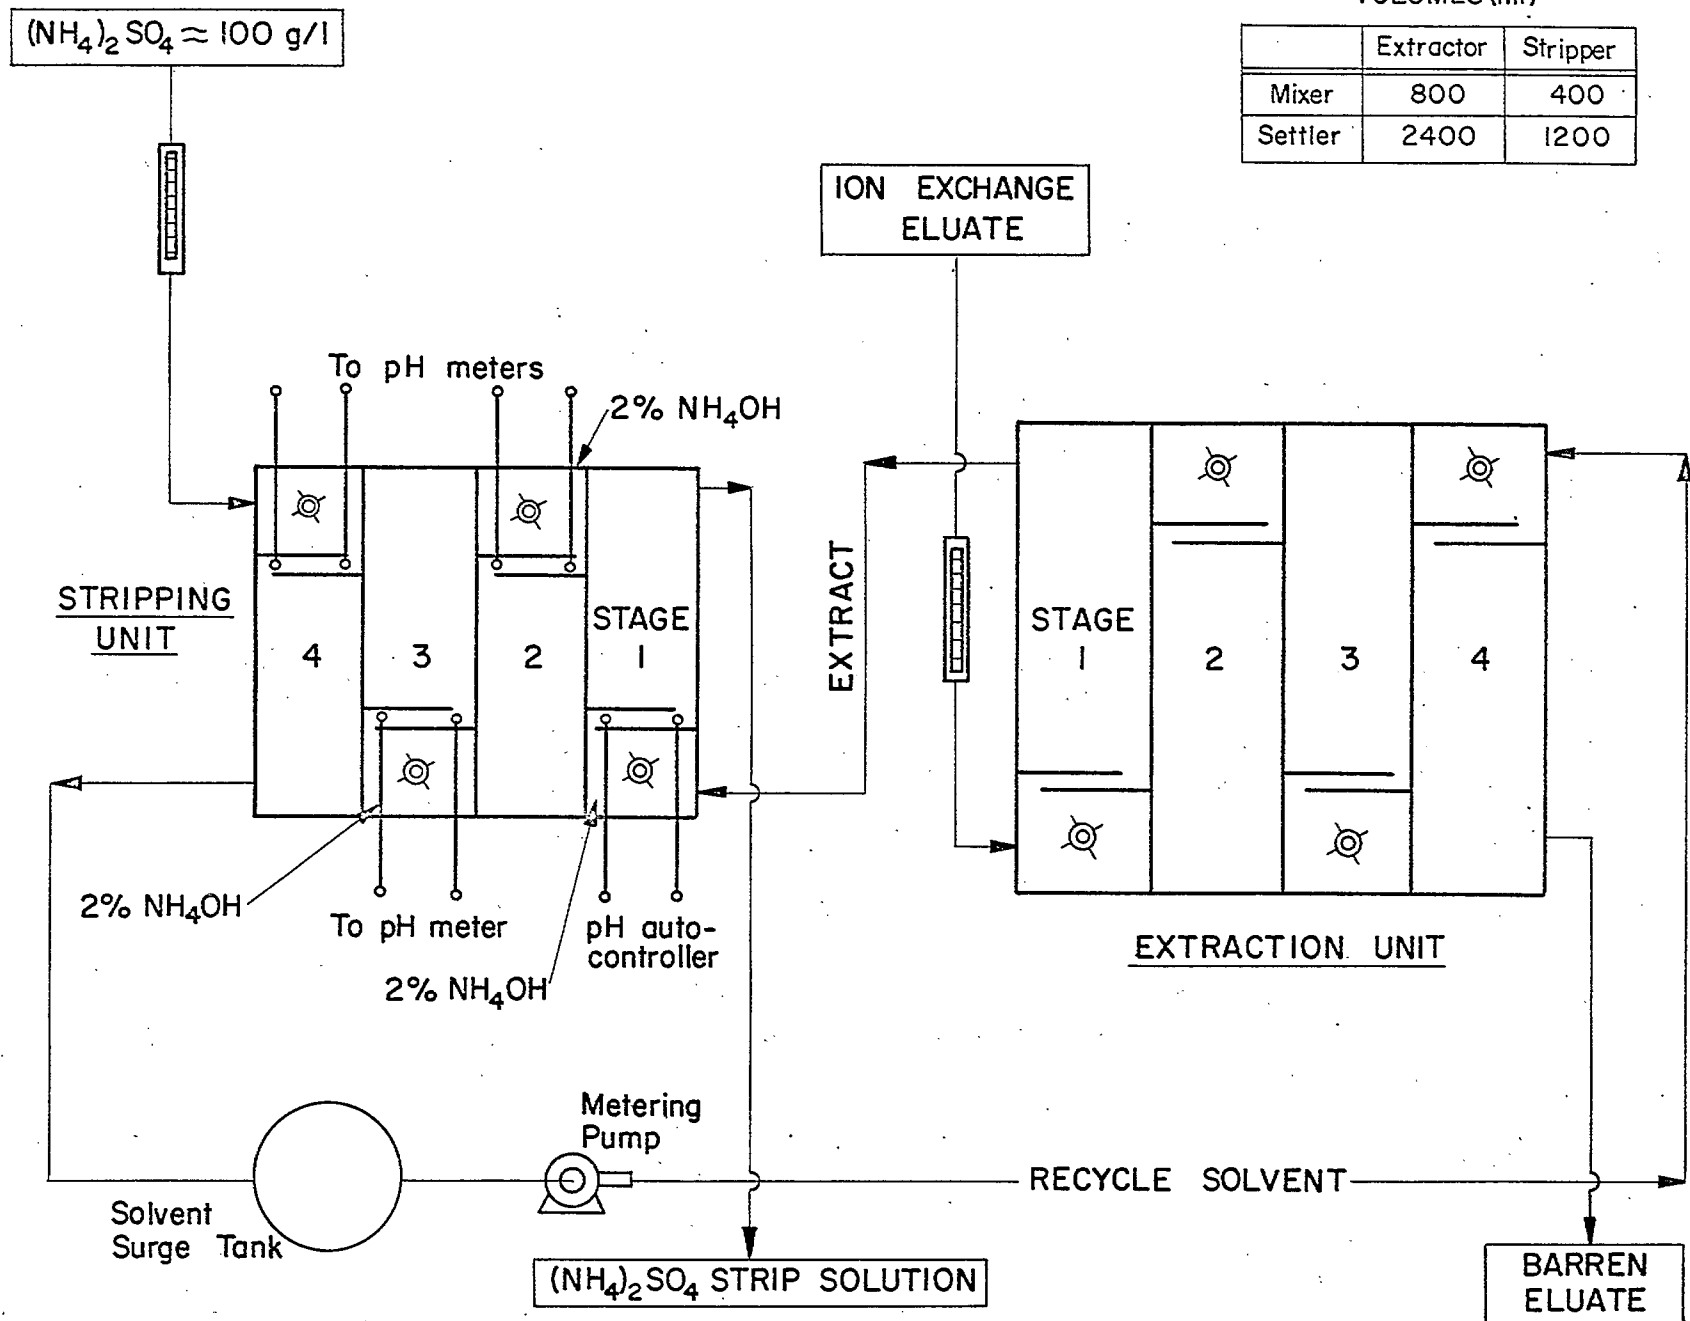 VOLUMES (ml)
Extractor Stripper
Mixer 800 400
Settler 2400 1200
(NH4)2SO4 ≈ 100 g/l
ION EXCHANGE
ELUATE
To pH meters
2% NH4OH
STRIPPING
UNIT
4 3 2
STAGE
1
EXTRACT
STAGE
1
2 3 4
2% NH4OH
To pH meter
pH auto-
controller
2% NH4OH
EXTRACTION UNIT
Metering
Pump
Solvent
Surge Tank
RECYCLE SOLVENT
(NH4)2SO4 STRIP SOLUTION
BARREN
ELUATE